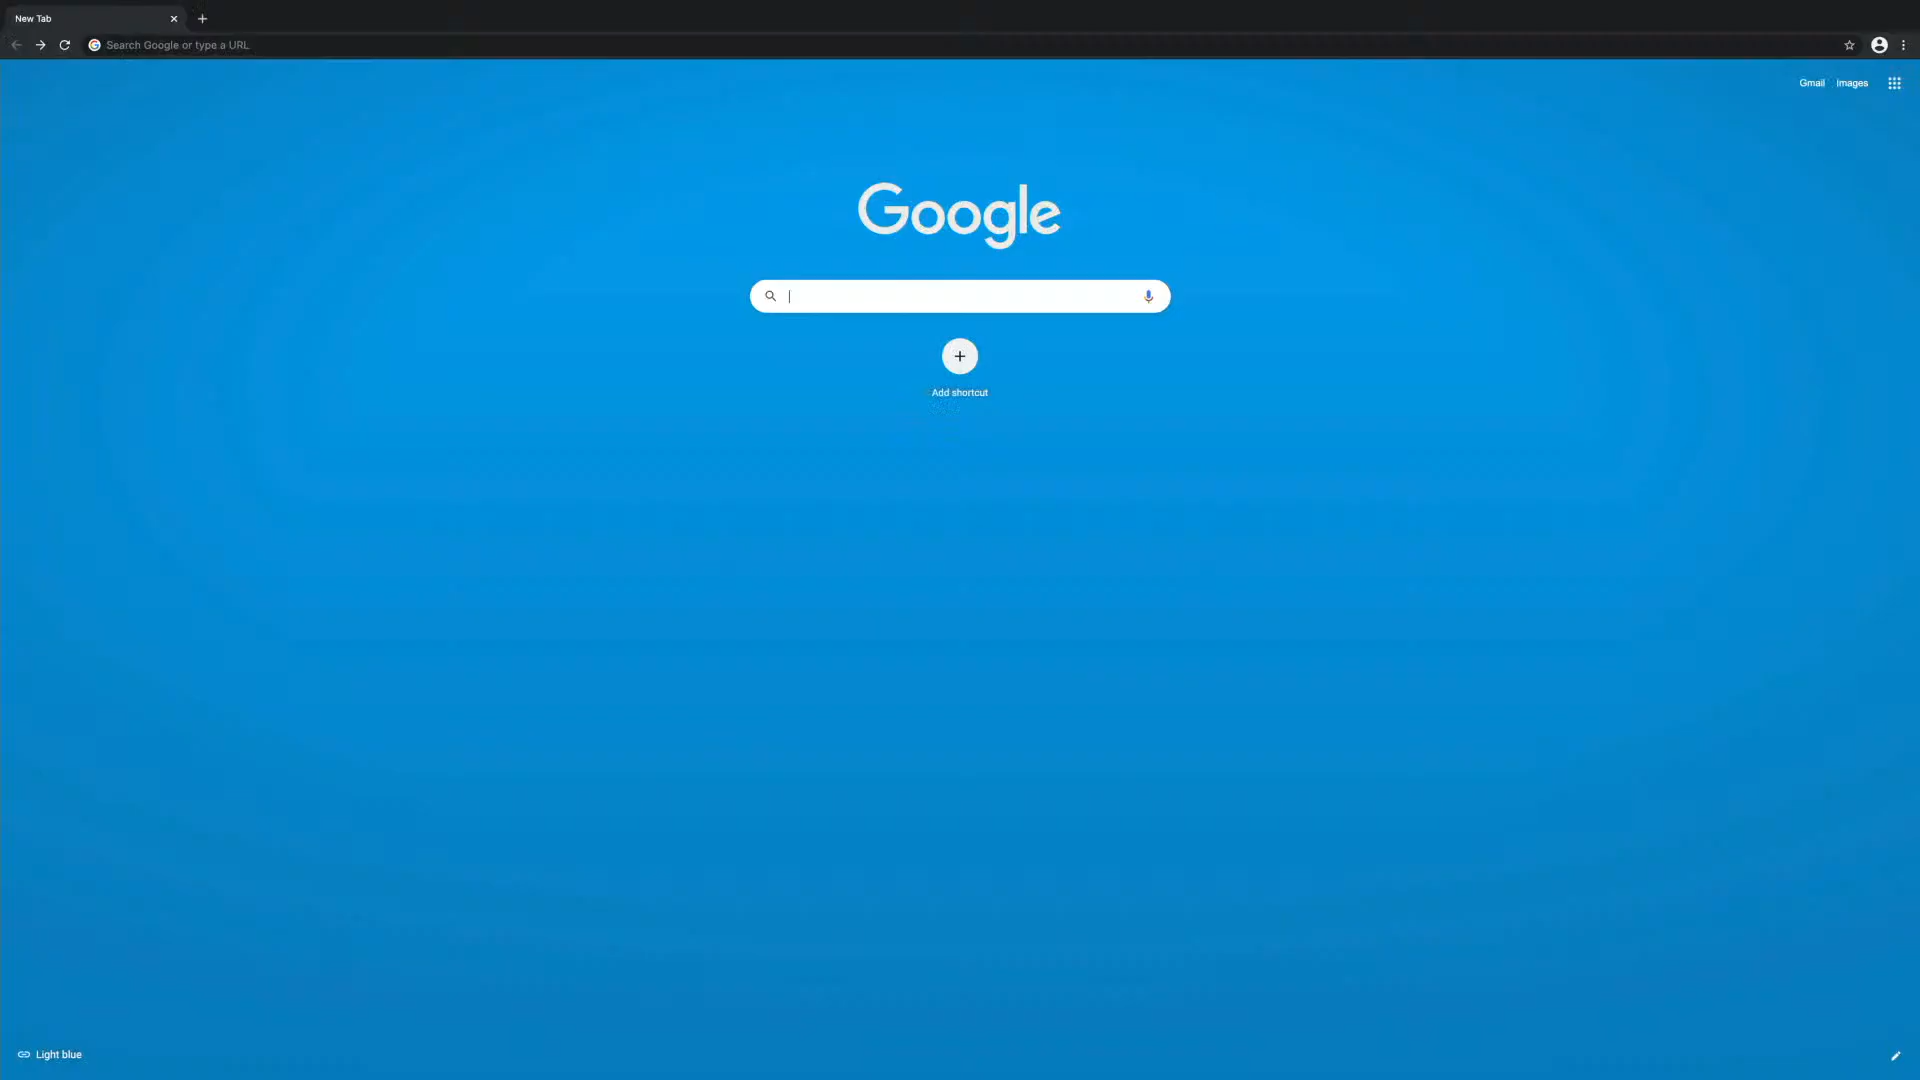 New Tab
Search Google or type a URL
Gmail Images
Google
Add shortcut
Light blue